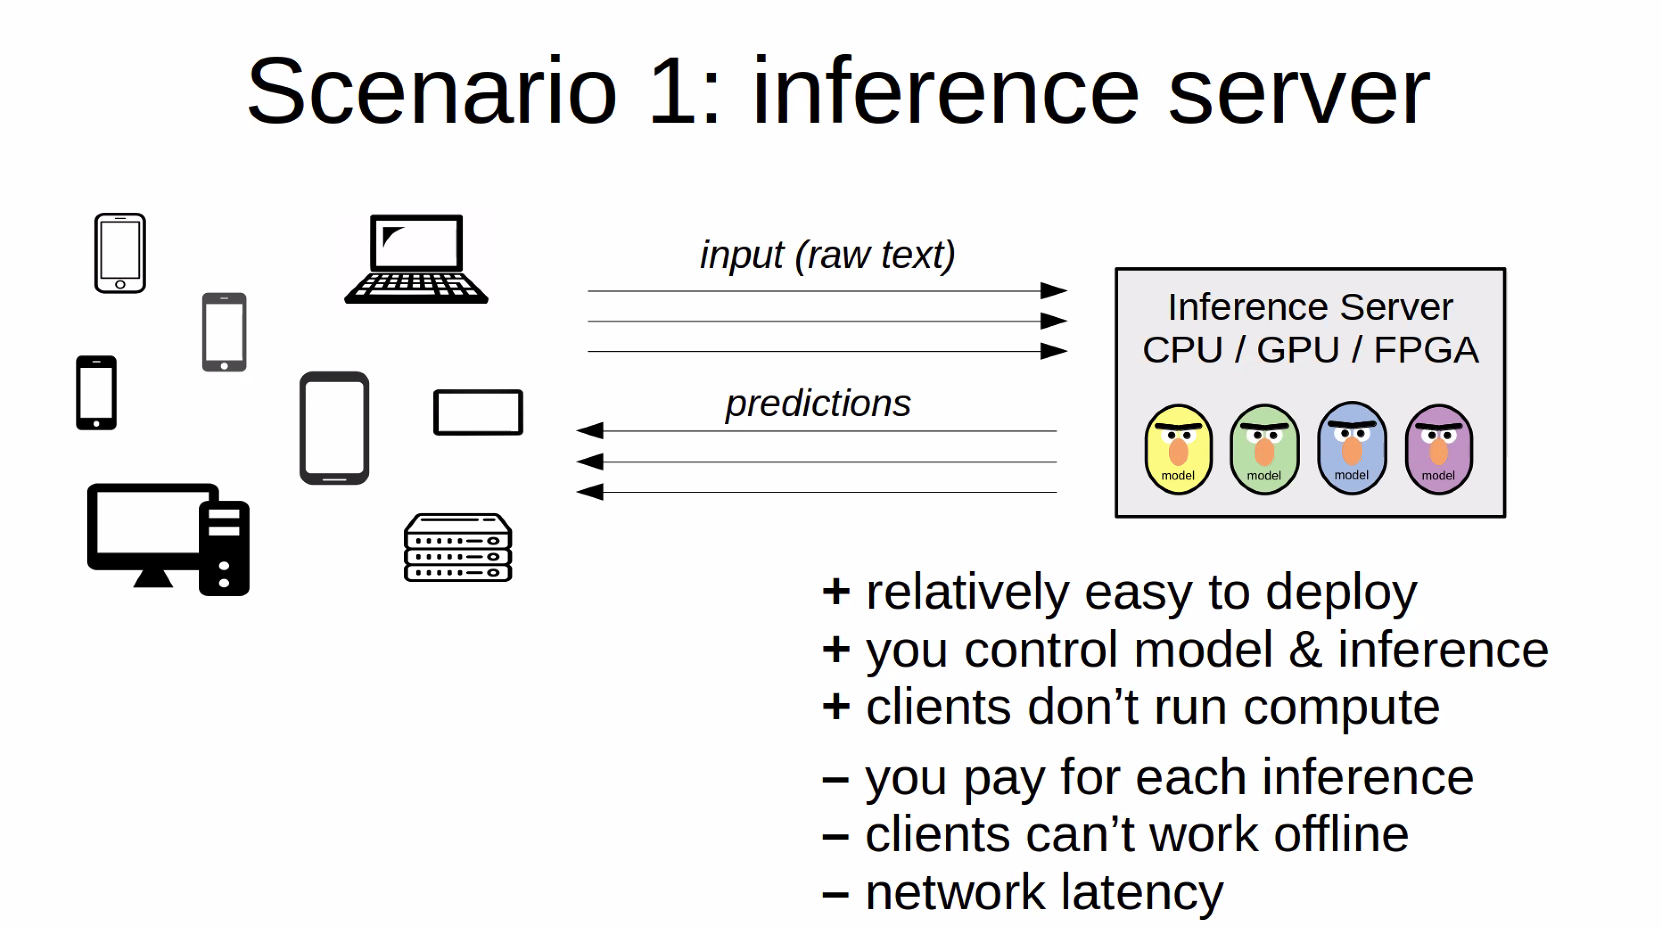 Scenario 1: inference server
input (raw text)
predictions
Inference Server
CPU / GPU / FPGA
model model model model
+ relatively easy to deploy
+ you control model & inference
+ clients don’t run compute
– you pay for each inference
– clients can’t work offline
– network latency